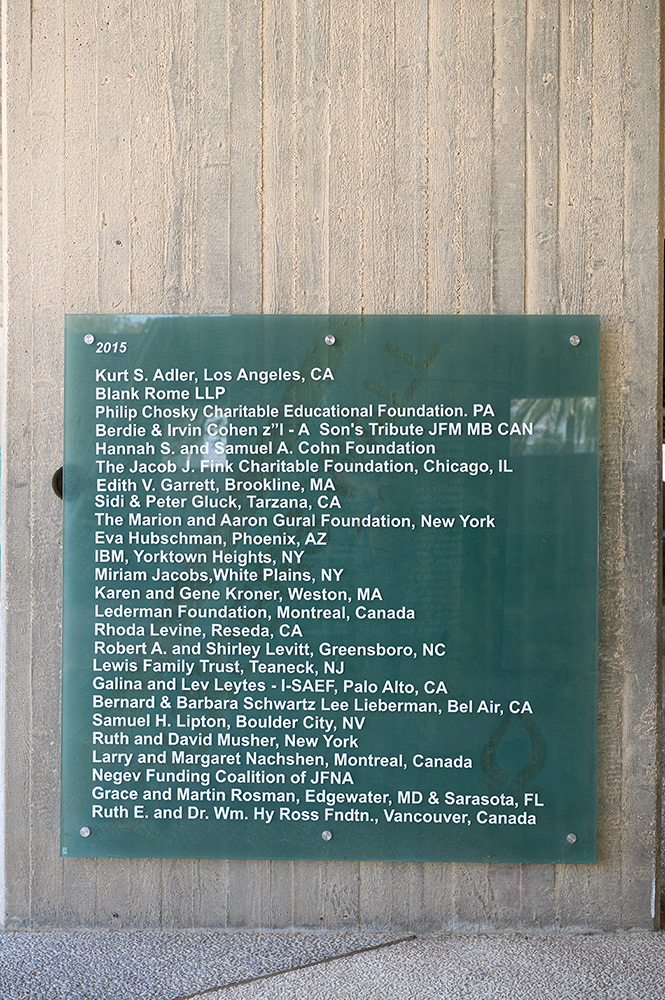 2015
Kurt S. Adler, Los Angeles, CA
Blank Rome LLP
Philip Chosky Charitable Educational Foundation. PA
Berdie & Irvin Cohen z”l - A  Son's Tribute JFM MB CAN
Hannah S. and Samuel A. Cohn Foundation
The Jacob J. Fink Charitable Foundation, Chicago, IL
Edith V. Garrett, Brookline, MA
Sidi & Peter Gluck, Tarzana, CA
The Marion and Aaron Gural Foundation, New York
Eva Hubschman, Phoenix, AZ
IBM, Yorktown Heights, NY
Miriam Jacobs,White Plains, NY
Karen and Gene Kroner, Weston, MA
Lederman Foundation, Montreal, Canada
Rhoda Levine, Reseda, CA
Robert A. and Shirley Levitt, Greensboro, NC
Lewis Family Trust, Teaneck, NJ
Galina and Lev Leytes - I-SAEF, Palo Alto, CA
Bernard & Barbara Schwartz Lee Lieberman, Bel Air, CA
Samuel H. Lipton, Boulder City, NV
Ruth and David Musher, New York
Larry and Margaret Nachshen, Montreal, Canada
Negev Funding Coalition of JFNA
Grace and Martin Rosman, Edgewater, MD & Sarasota, FL
Ruth E. and Dr. Wm. Hy Ross Fndtn., Vancouver, Canada